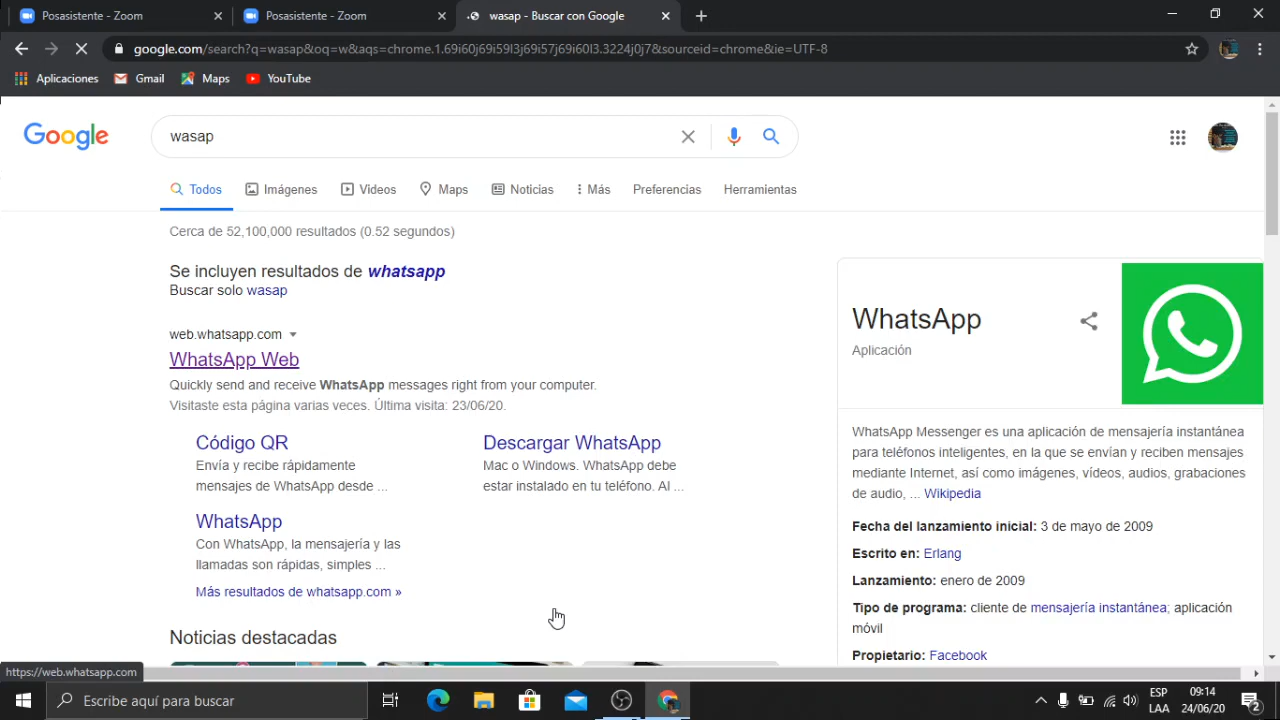 Posasistente - Zoom
Posasistente - Zoom
wasap - Buscar con Google
google.com/search?q=wasap&oq=w&aqs=chrome.1.69i60j69i59l3j69i57j69i60l3.3224j0j7&sourceid=chrome&ie=UTF-8
Aplicaciones
Gmail
Maps
YouTube
Google
wasap
Todos
Imágenes
Videos
Maps
Noticias
Más
Preferencias
Herramientas
Cerca de 52,100,000 resultados (0.52 segundos)
Se incluyen resultados de whatsapp
Buscar solo wasap
web.whatsapp.com
WhatsApp Web
Quickly send and receive WhatsApp messages right from your computer.
Visitaste esta página varias veces. Última visita: 23/06/20.
Código QR
Envía y recibe rápidamente
mensajes de WhatsApp desde ...
Descargar WhatsApp
Mac o Windows. WhatsApp debe
estar instalado en tu teléfono. Al ...
WhatsApp
Con WhatsApp, la mensajería y las
llamadas son rápidas, simples ...
Más resultados de whatsapp.com »
Noticias destacadas
WhatsApp
Aplicación
WhatsApp Messenger es una aplicación de mensajería instantánea
para teléfonos inteligentes, en la que se envían y reciben mensajes
mediante Internet, así como imágenes, vídeos, audios, grabaciones
de audio, ... Wikipedia
Fecha del lanzamiento inicial: 3 de mayo de 2009
Escrito en: Erlang
Lanzamiento: enero de 2009
Tipo de programa: cliente de mensajería instantánea; aplicación
móvil
Propietario: Facebook
https://web.whatsapp.com
Escribe aquí para buscar
ESP
LAA
09:14
24/06/20
2